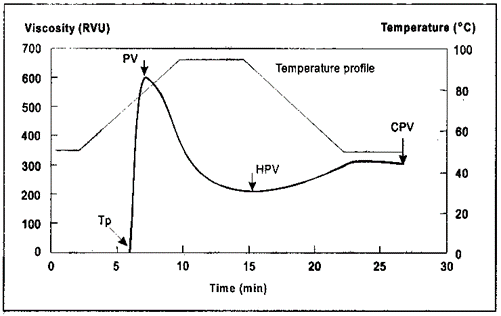 Viscosity (RVU) Temperature (°C)
700 100
PV
600 Temperature profile 80
500
400 60
CPV
300 40
HPV
200
Tp 20
100
0 0
0 5 10 15 20 25 30
Time (min)